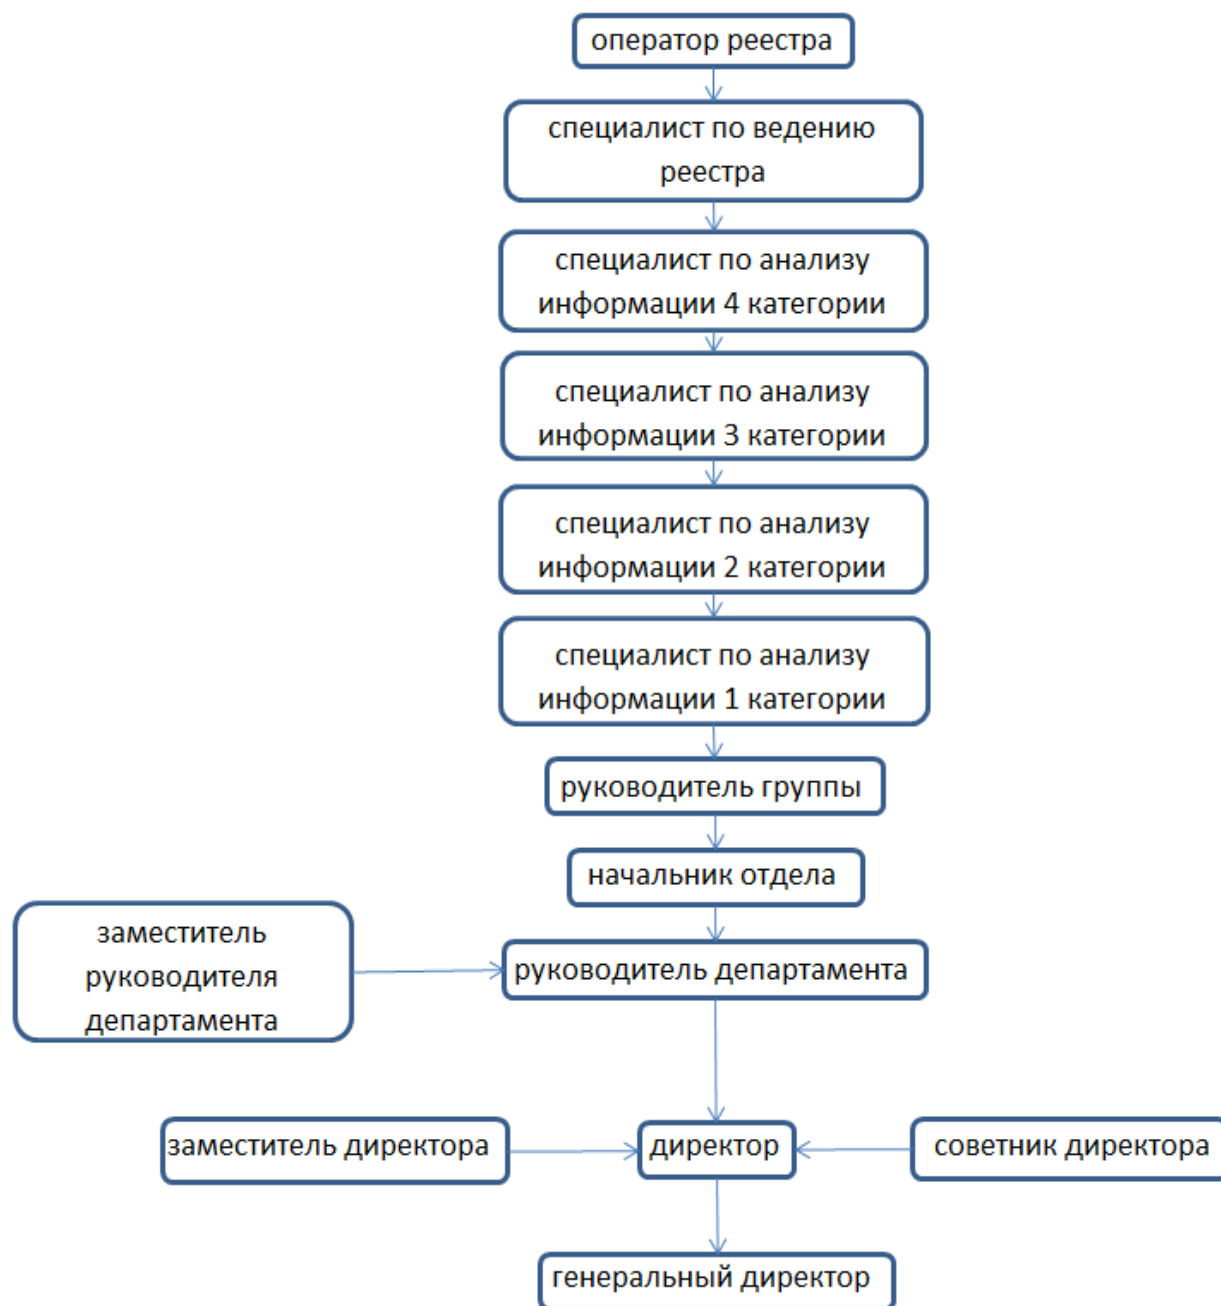 оператор реестра
специалист по ведению
реестра
специалист по анализу
информации 4 категории
специалист по анализу
информации 3 категории
специалист по анализу
информации 2 категории
специалист по анализу
информации 1 категории
руководитель группы
начальник отдела
заместитель
руководителя
департамента
руководитель департамента
заместитель директора
директор
советник директора
генеральный директор